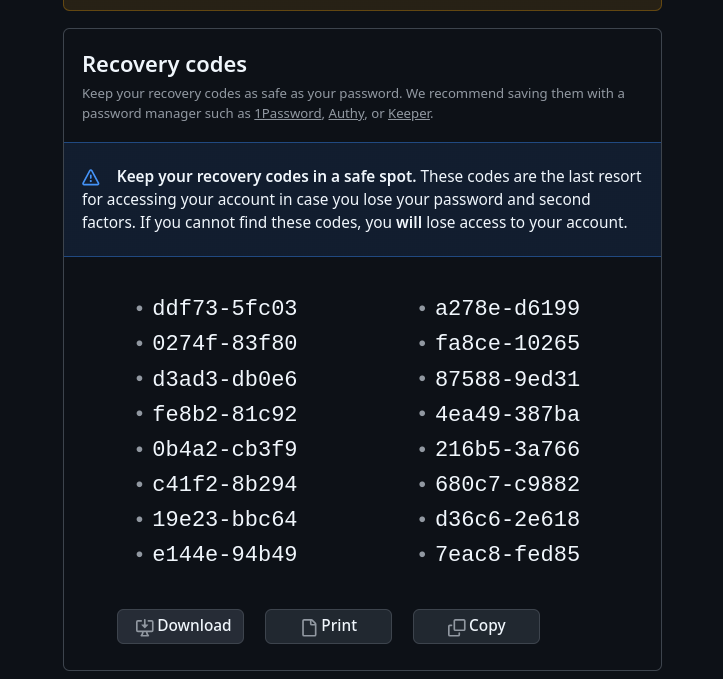 Recovery codes
Keep your recovery codes as safe as your password. We recommend saving them with a
password manager such as 1Password, Authy, or Keeper.
Keep your recovery codes in a safe spot. These codes are the last resort
for accessing your account in case you lose your password and second
factors. If you cannot find these codes, you will lose access to your account.
• ddf73-5fc03 • a278e-d6199
• 0274f-83f80 • fa8ce-10265
• d3ad3-db0e6 • 87588-9ed31
• fe8b2-81c92 • 4ea49-387ba
• 0b4a2-cb3f9 • 216b5-3a766
• c41f2-8b294 • 680c7-c9882
• 19e23-bbc64 • d36c6-2e618
• e144e-94b49 • 7eac8-fed85
Download Print Copy